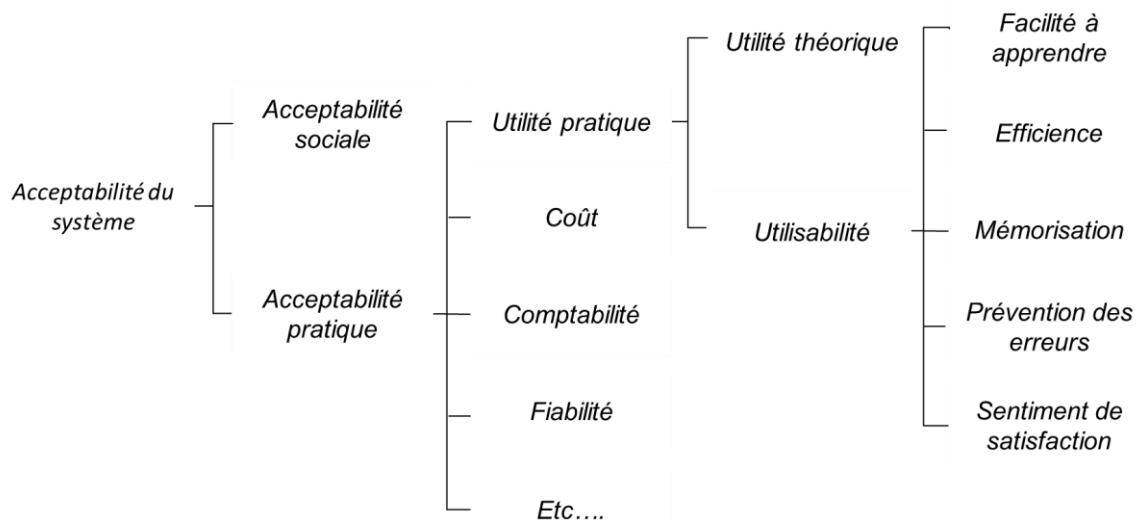 Acceptabilité du
système
Acceptabilité
sociale
Acceptabilité
pratique
Utilité pratique
Coût
Comptabilité
Fiabilité
Etc….
Utilité théorique
Utilisabilité
Facilité à
apprendre
Efficience
Mémorisation
Prévention des
erreurs
Sentiment de
satisfaction